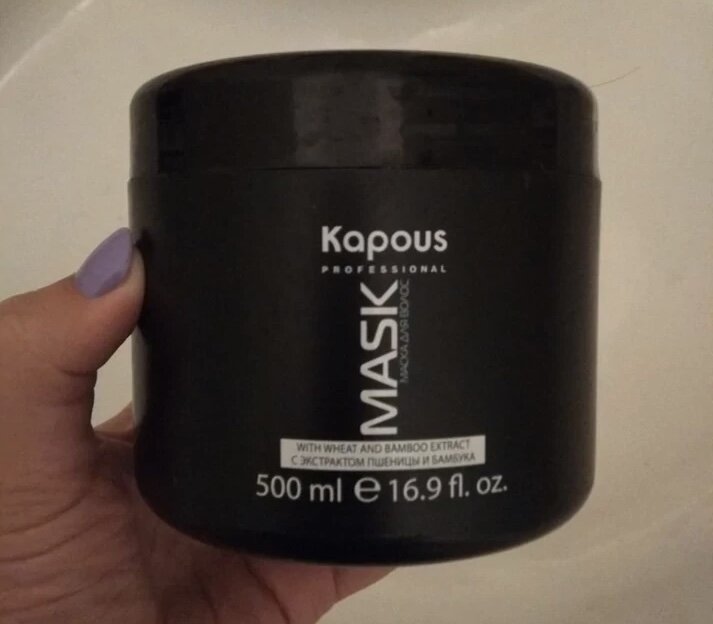 Kapous
PROFESSIONAL
MASK
МАСКА ДЛЯ ВОЛОС
WITH WHEAT AND BAMBOO EXTRACT
С ЭКСТРАКТОМ ПШЕНИЦЫ И БАМБУКА
500 ml ℮ 16.9 fl. oz.